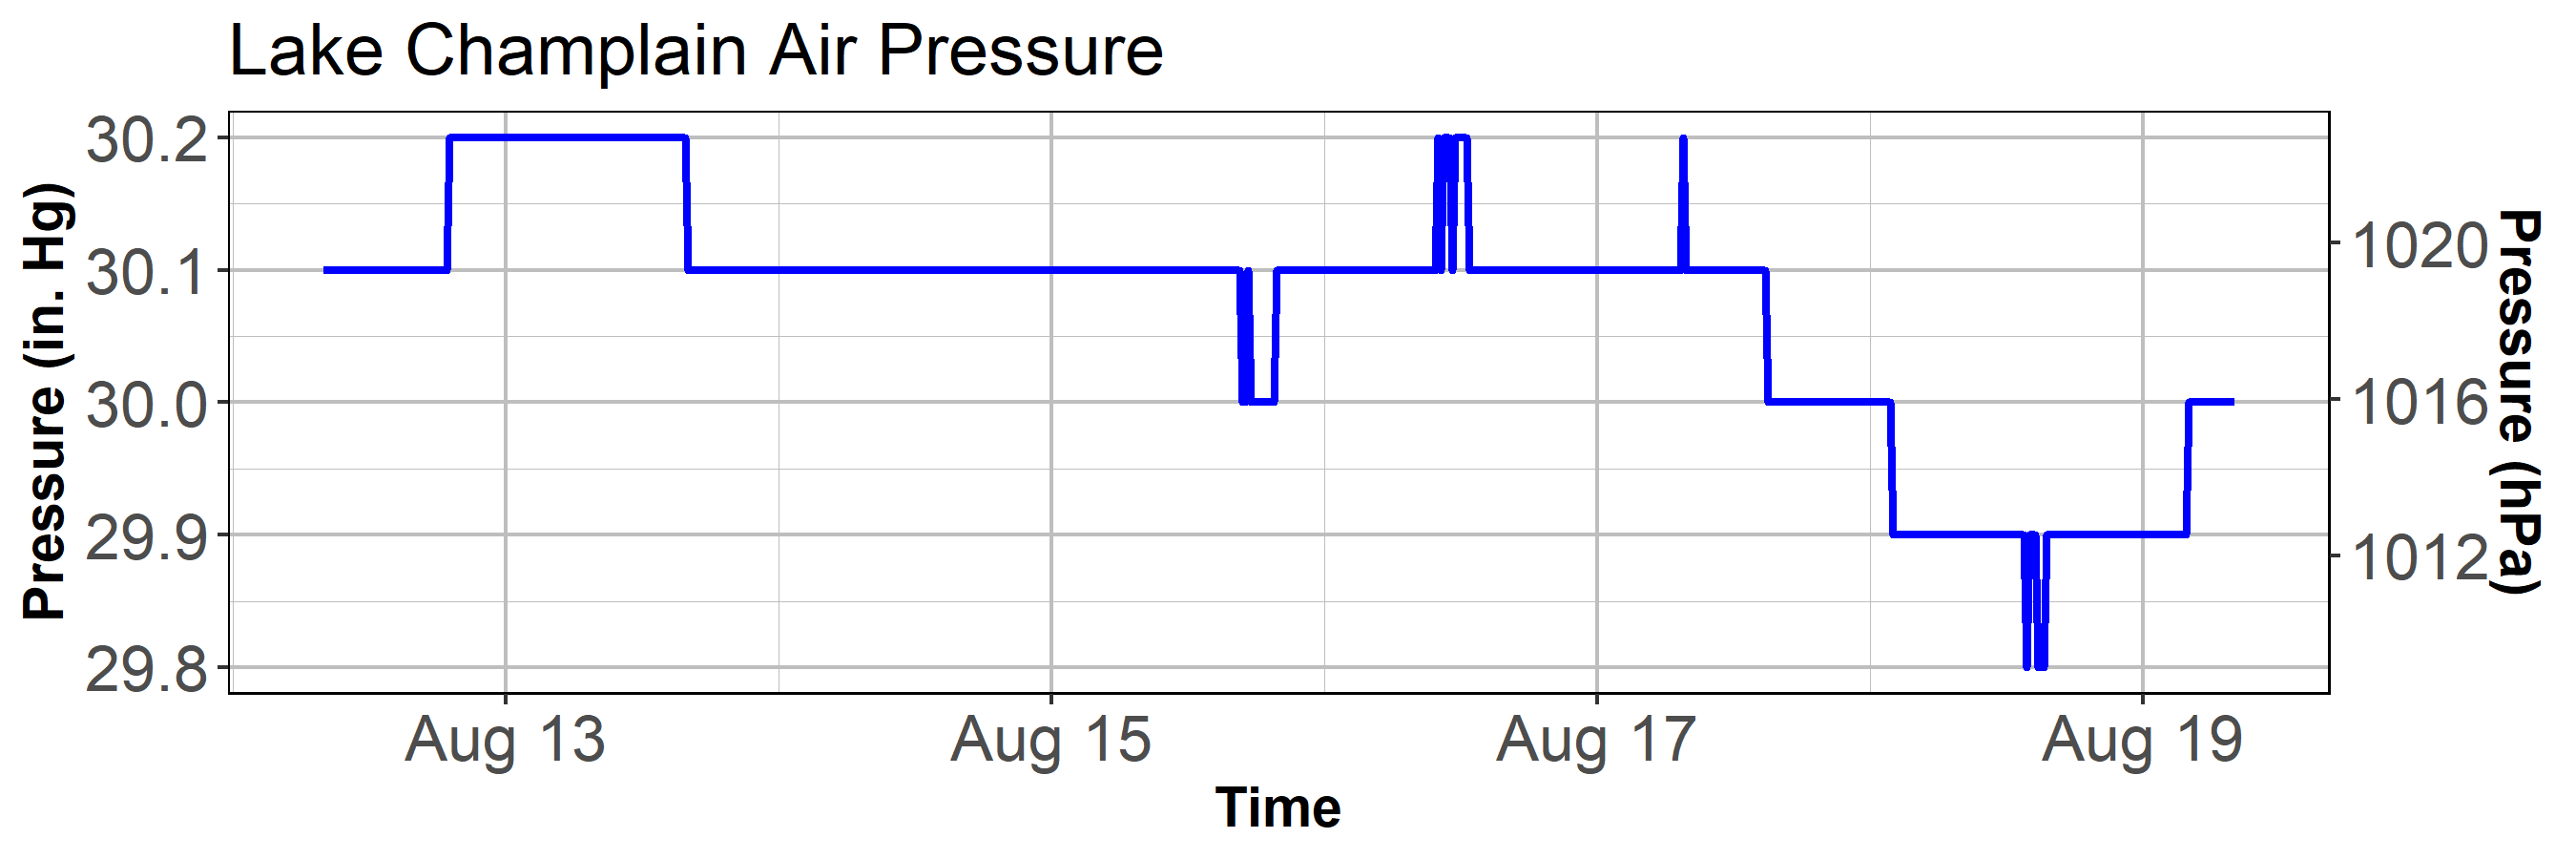 Lake Champlain Air Pressure
Pressure (in. Hg)
30.2
30.1
30.0
29.9
29.8
1020
1016
1012
Pressure (hPa)
Aug 13
Aug 15
Aug 17
Aug 19
Time